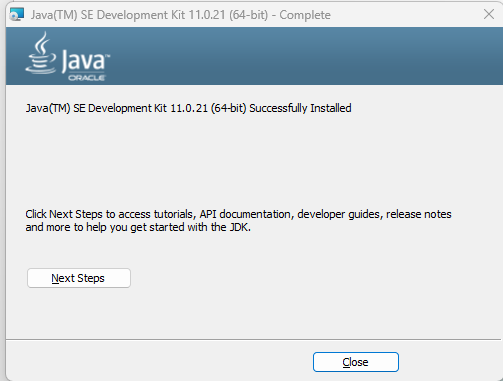 Java(TM) SE Development Kit 11.0.21 (64-bit) - Complete
Java™
ORACLE
Java(TM) SE Development Kit 11.0.21 (64-bit) Successfully Installed
Click Next Steps to access tutorials, API documentation, developer guides, release notes
and more to help you get started with the JDK.
Next Steps
Close